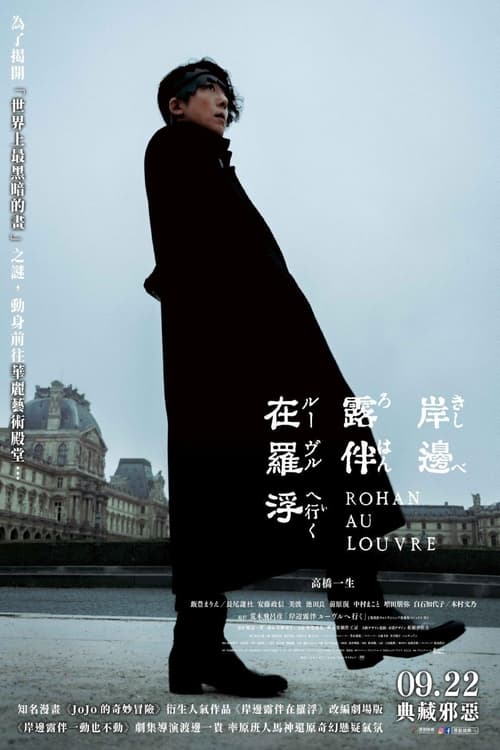 為了揭開『世界上最黑暗的畫』之謎，動身前往華麗藝術殿堂...
岸邊
きしべ
露伴
ろはん
在羅浮
ルーヴルへ行く
い
ROHAN
AU
LOUVRE
高橋一生
飯豊まりえ／長尾謙杜 安藤政信 美波 池田良 前原滉 中村まこと 増田朋弥 白石加代子／木村文乃
09.22
典藏邪惡
知名漫畫《JoJo的奇妙冒險》衍生人氣作品《岸邊露伴在羅浮》改編劇場版
《岸邊露伴一動也不動》劇集導演渡邊一貴 率原班人馬神還原奇幻懸疑氣氛